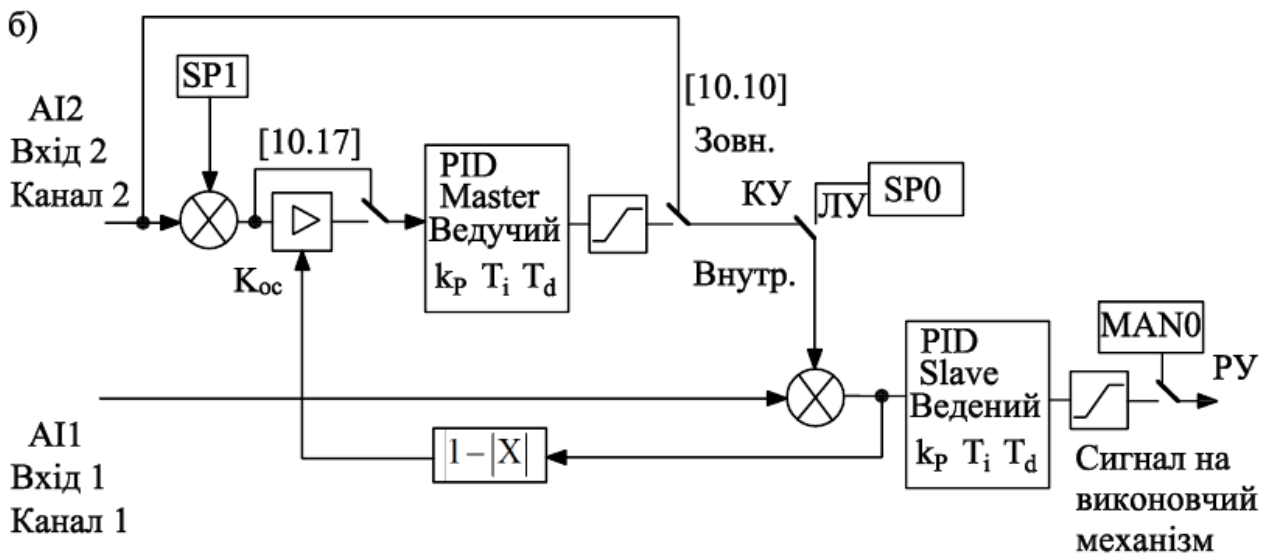 б)
SP1
AI2
Вхід 2
Канал 2
[10.17]
Kос
PID
Master
Ведучий
kP Ti Td
[10.10]
Зовн.
КУ
ЛУ
SP0
Внутр.
PID
Slave
Ведений
kP Ti Td
MAN0
РУ
1-|X|
AI1
Вхід 1
Канал 1
Сигнал на
виконовчий
механізм